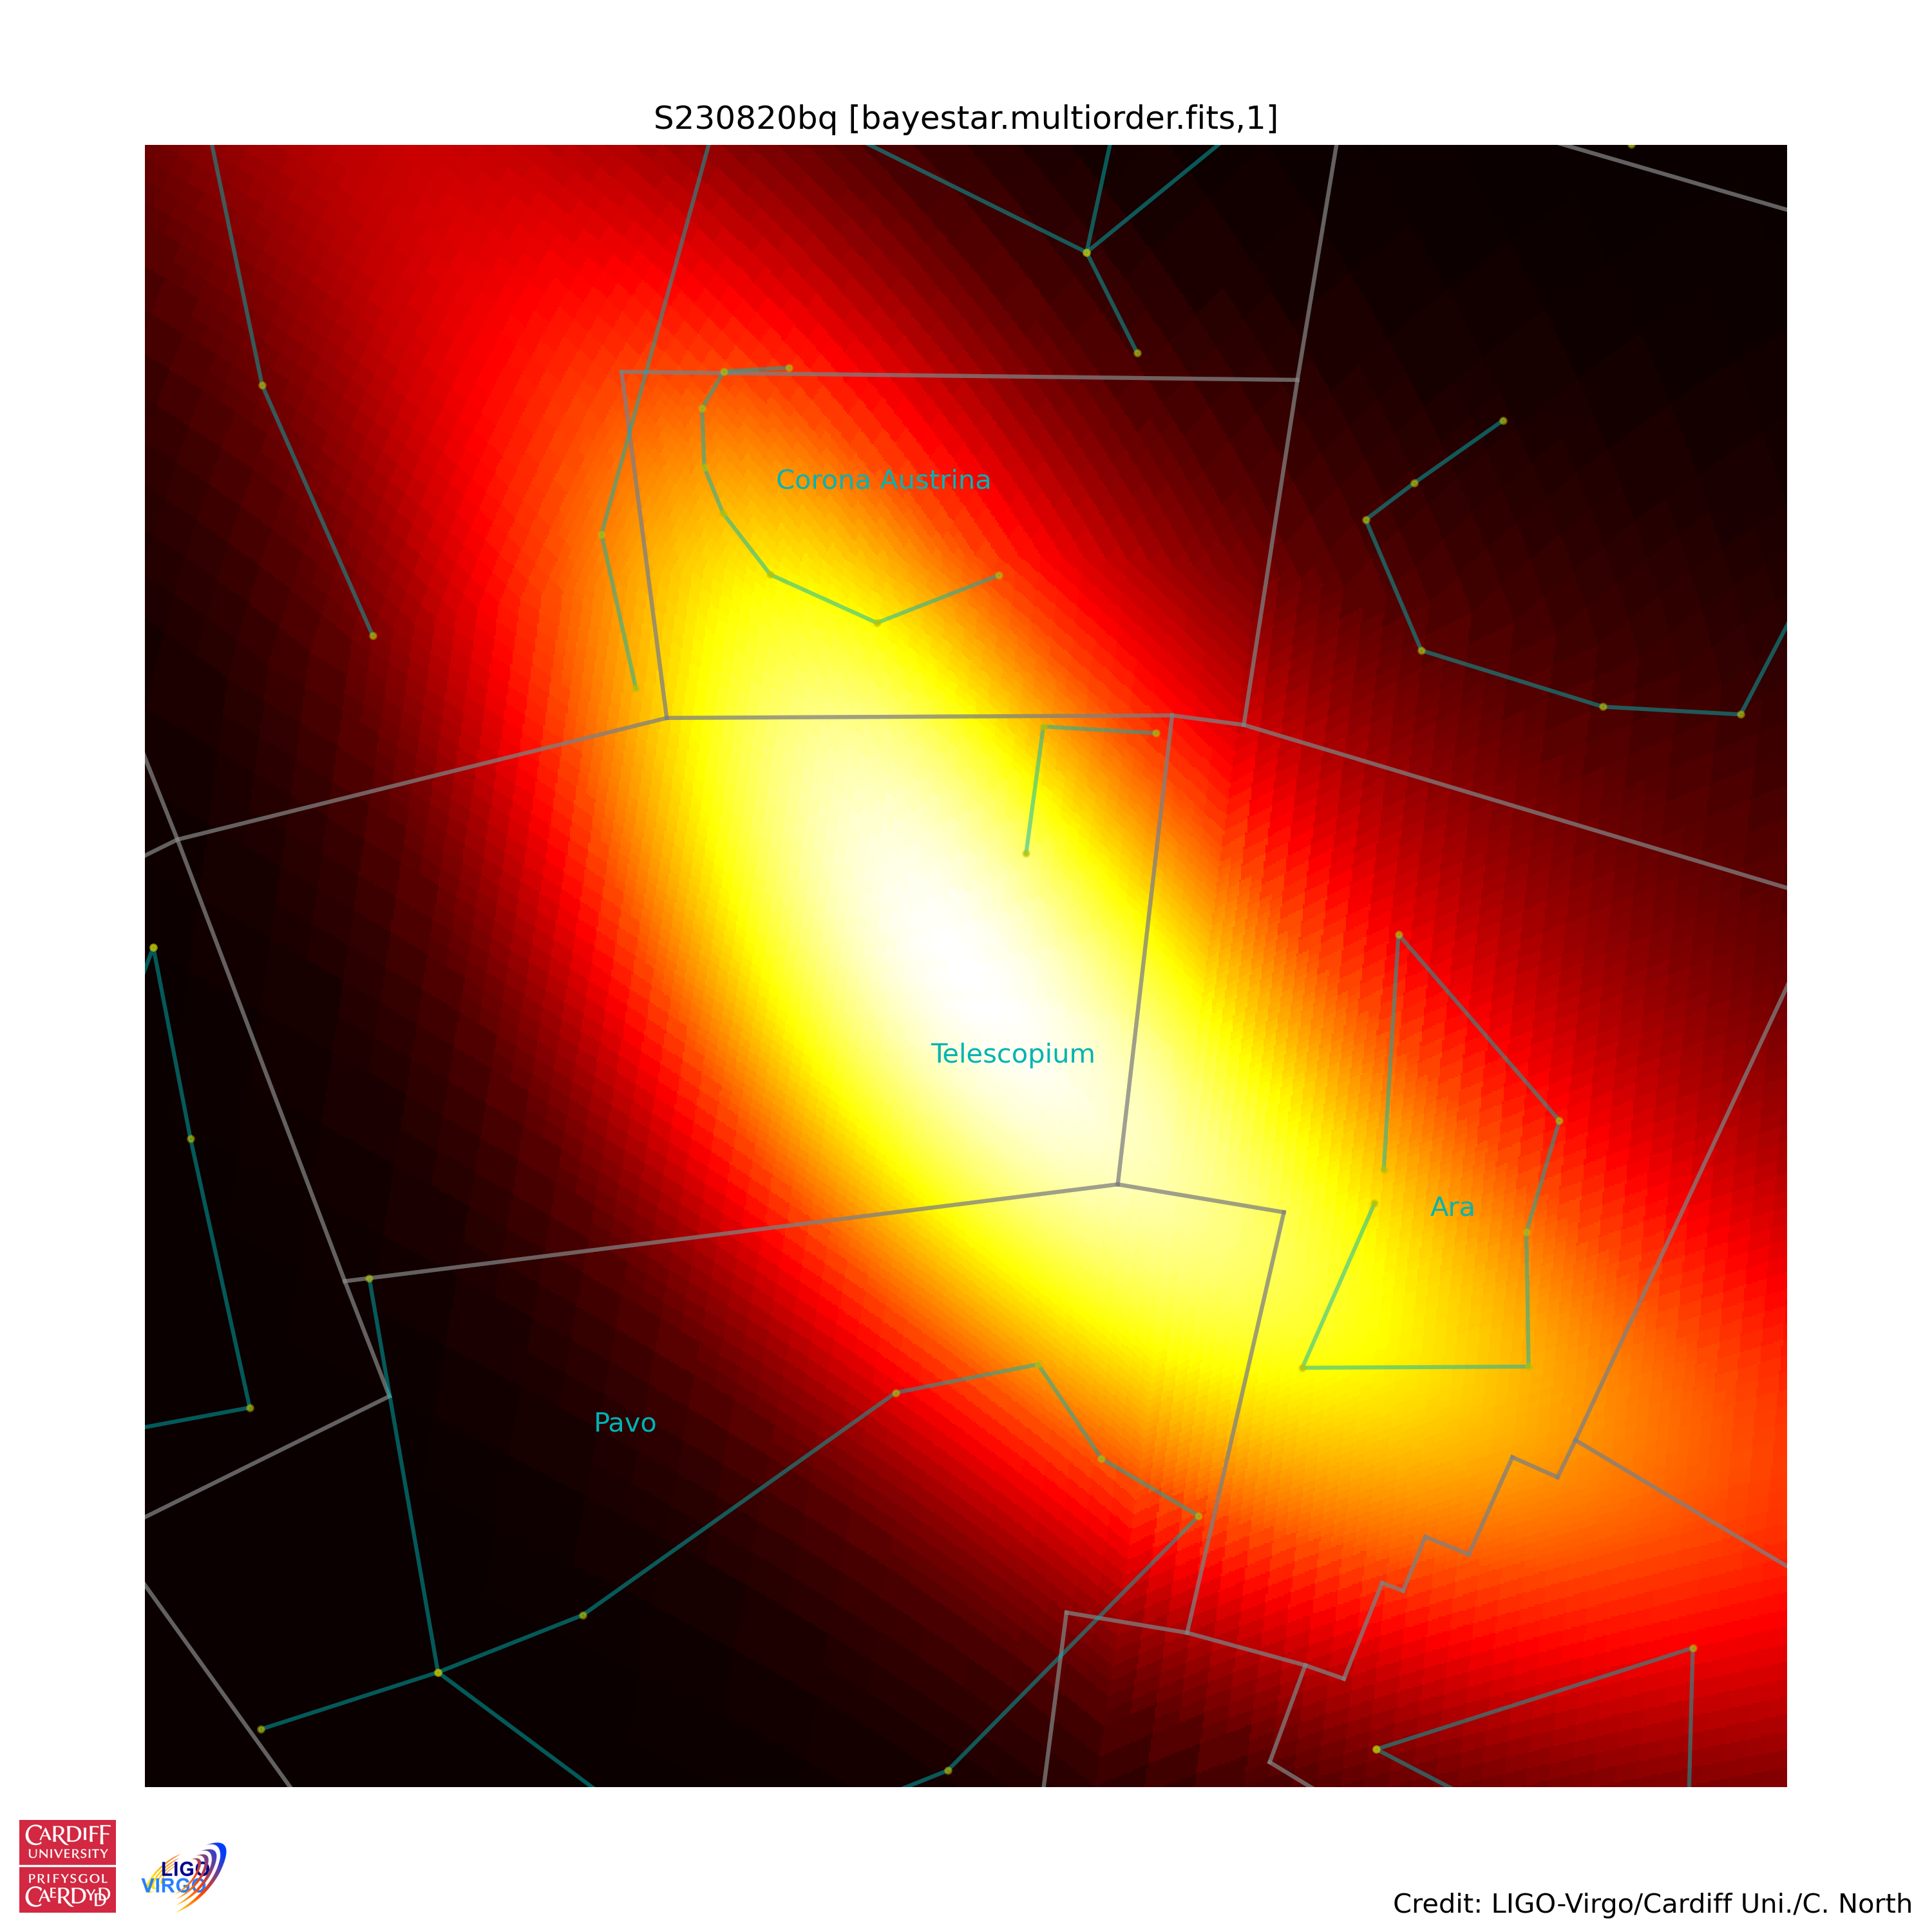 S230820bq [bayestar.multiorder.fits,1]
Corona Austrina
Telescopium
Ara
Pavo
CARDIFF
UNIVERSITY
PRIFYSGOL
CAERDYDD
LIGO
VIRGO
Credit: LIGO-Virgo/Cardiff Uni./C. North